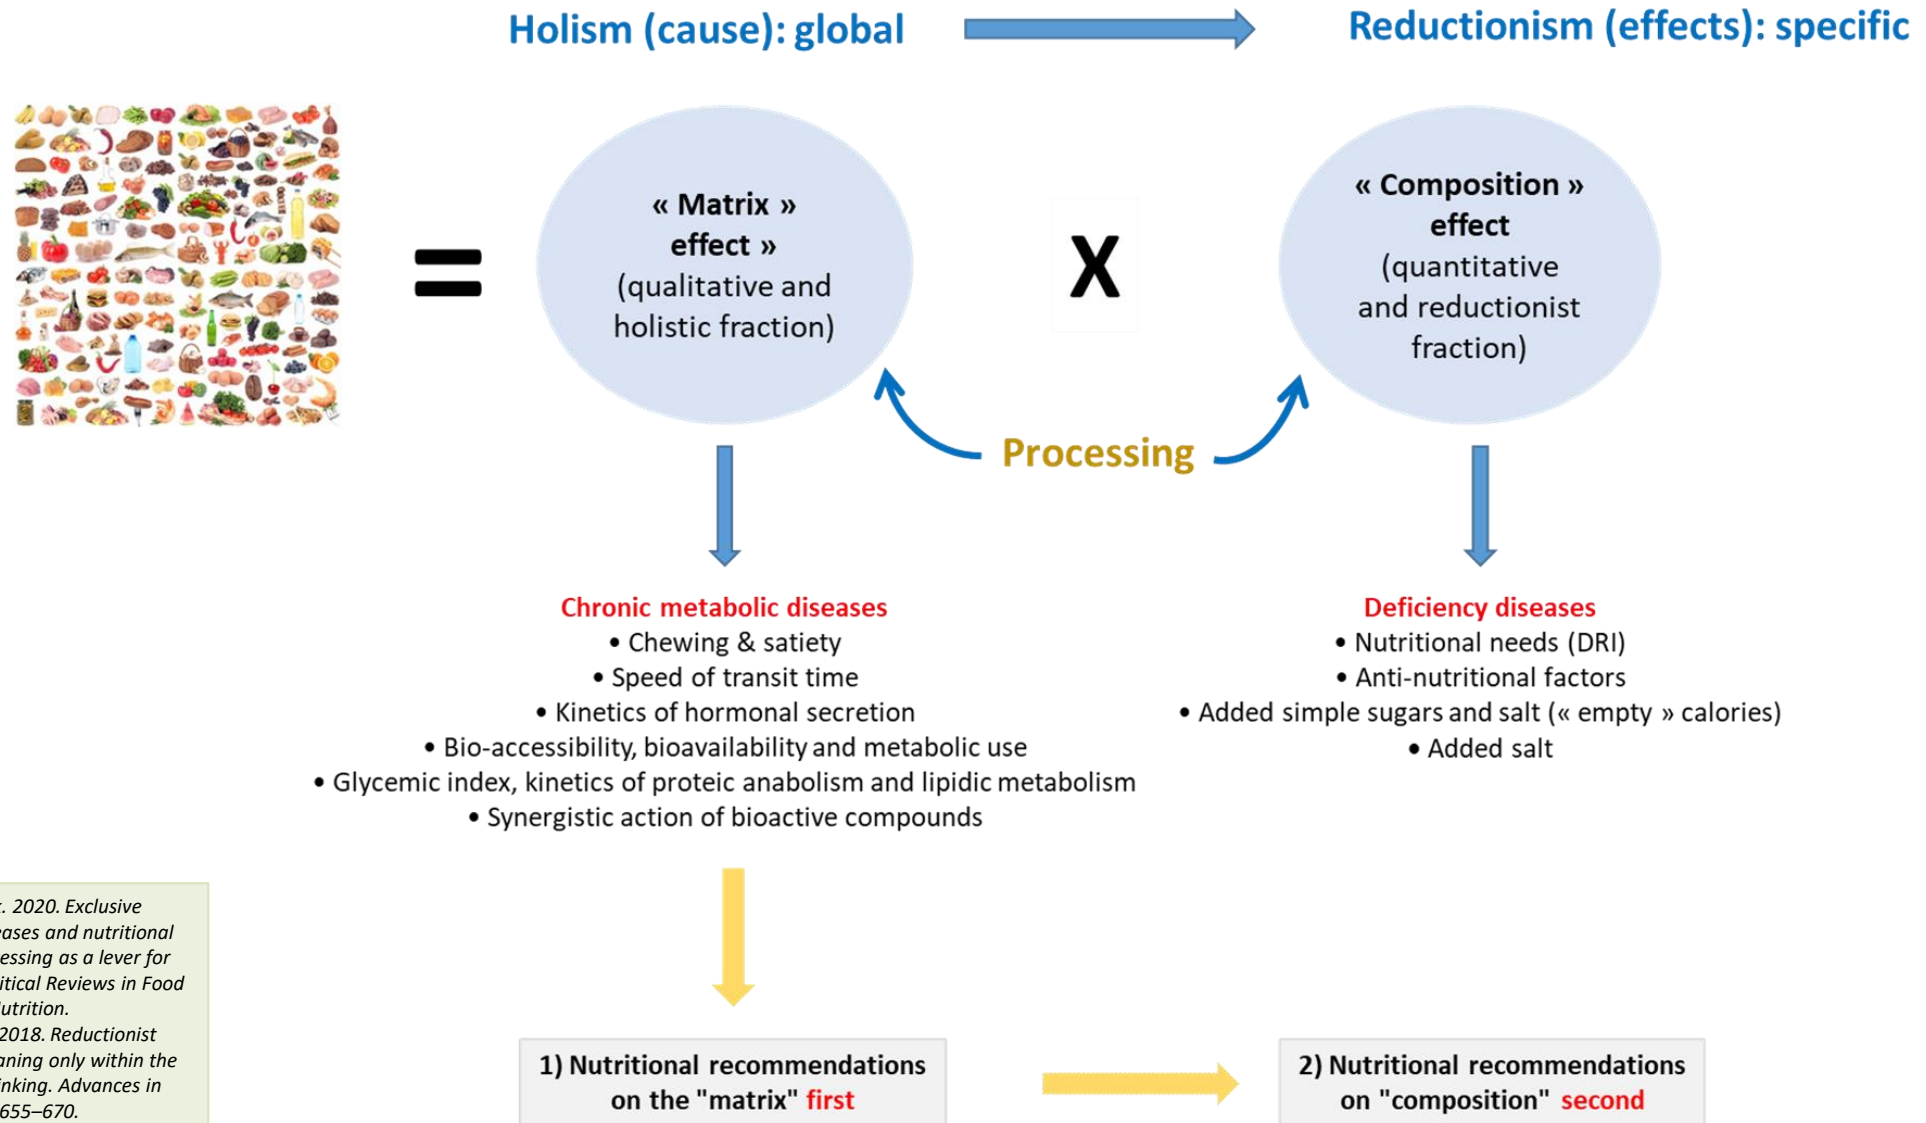 Holism (cause): global
Reductionism (effects): specific
« Matrix »
effect »
(qualitative and
holistic fraction)
=
X
« Composition »
effect
(quantitative
and reductionist
fraction)
Processing
Chronic metabolic diseases
• Chewing & satiety
• Speed of transit time
• Kinetics of hormonal secretion
• Bio-accessibility, bioavailability and metabolic use
• Glycemic index, kinetics of proteic anabolism and lipidic metabolism
• Synergistic action of bioactive compounds
Deficiency diseases
• Nutritional needs (DRI)
• Anti-nutritional factors
• Added simple sugars and salt (« empty » calories)
• Added salt
. 2020. Exclusive
eases and nutritional
essing as a lever for
itical Reviews in Food
Nutrition.
2018. Reductionist
aning only within the
inking. Advances in
655–670.
1) Nutritional recommendations
on the "matrix" first
2) Nutritional recommendations
on "composition" second